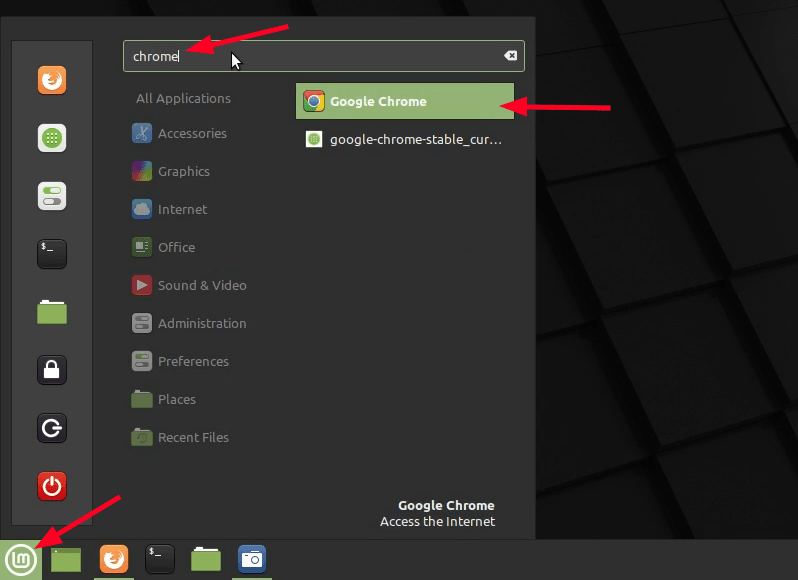 chrome
All Applications
Google Chrome
Accessories
google-chrome-stable_cur...
Graphics
Internet
Office
Sound & Video
Administration
Preferences
Places
Recent Files
Google Chrome
Access the Internet